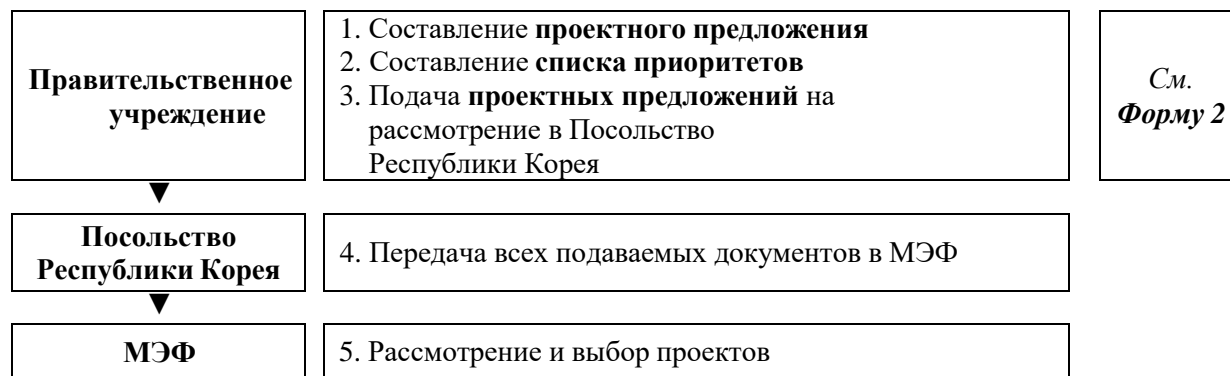 Правительственное
учреждение
1. Составление проектного предложения
2. Составление списка приоритетов
3. Подача проектных предложений на
рассмотрение в Посольство
Республики Корея
См.
Форму 2
Посольство
Республики Корея
4. Передача всех подаваемых документов в МЭФ
МЭФ
5. Рассмотрение и выбор проектов